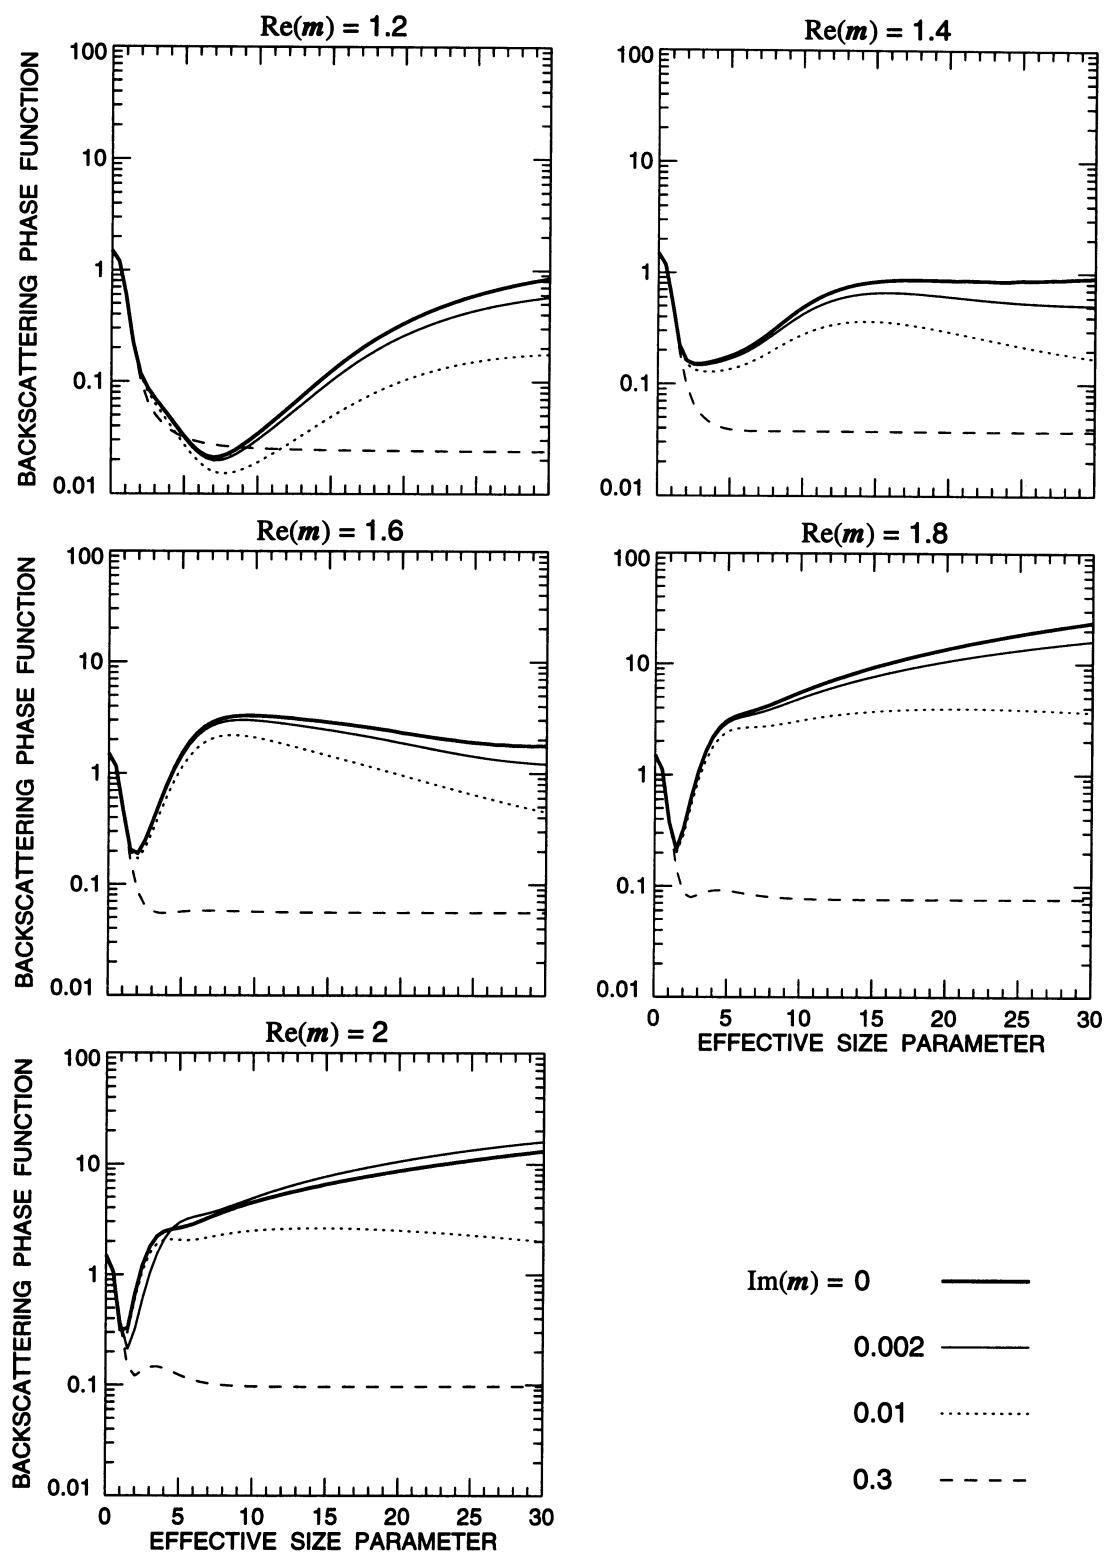 Re(m) = 1.2
Re(m) = 1.4
BACKSCATTERING PHASE FUNCTION
100
10
1
0.1
0.01
100
10
1
0.1
0.01
Re(m) = 1.6
Re(m) = 1.8
BACKSCATTERING PHASE FUNCTION
100
10
1
0.1
0.01
100
10
1
0.1
0.01
0 5 10 15 20 25 30
EFFECTIVE SIZE PARAMETER
Re(m) = 2
BACKSCATTERING PHASE FUNCTION
100
10
1
0.1
0.01
0 5 10 15 20 25 30
EFFECTIVE SIZE PARAMETER
Im(m) = 0
0.002
0.01
0.3